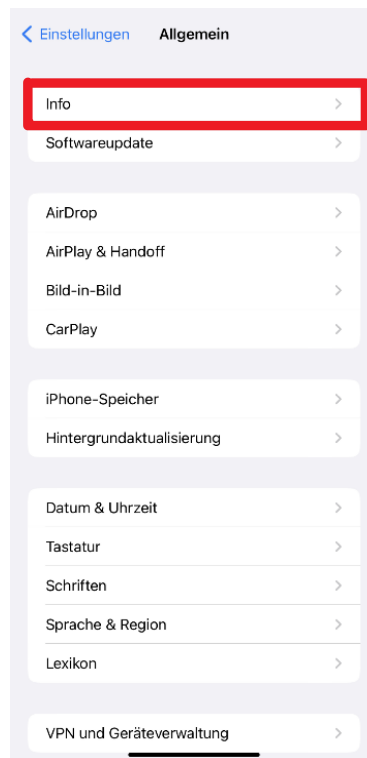 Einstellungen Allgemein
Info
Softwareupdate
AirDrop
AirPlay & Handoff
Bild-in-Bild
CarPlay
iPhone-Speicher
Hintergrundaktualisierung
Datum & Uhrzeit
Tastatur
Schriften
Sprache & Region
Lexikon
VPN und Geräteverwaltung